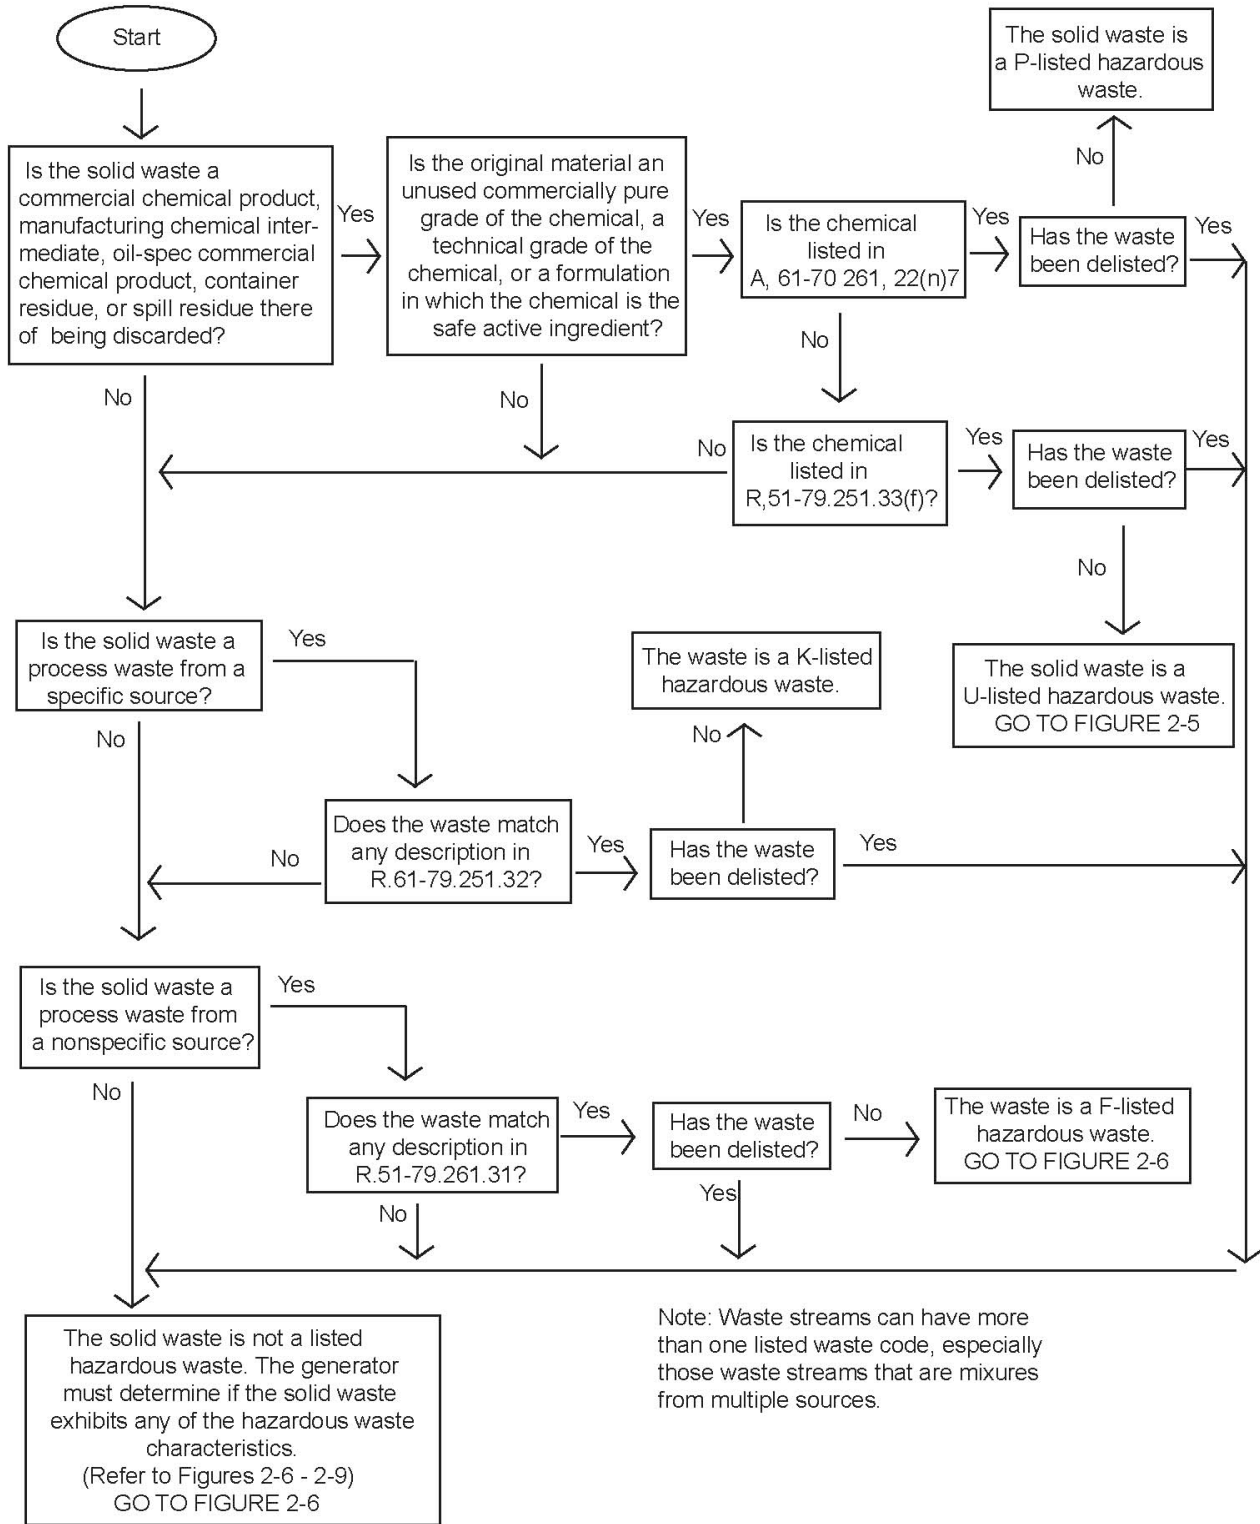 Start
The solid waste is
a P-listed hazardous
waste.
No
Is the solid waste a
commercial chemical product,
manufacturing chemical inter-
mediate, oil-spec commercial
chemical product, container
residue, or spill residue there
of being discarded?
Yes
Is the original material an
unused commercially pure
grade of the chemical, a
technical grade of the
chemical, or a formulation
in which the chemical is the
safe active ingredient?
Yes
Is the chemical
listed in
A, 61-70 261, 22(n)7
Yes
Has the waste
been delisted?
Yes
No
No
No
No
Is the chemical
listed in
R,51-79.251.33(f)?
Yes
Has the waste
been delisted?
Yes
No
Is the solid waste a
process waste from a
specific source?
Yes
The waste is a K-listed
hazardous waste.
The solid waste is a
U-listed hazardous waste.
GO TO FIGURE 2-5
No
No
Does the waste match
any description in
R.61-79.251.32?
No
Yes
Has the waste
been delisted?
Yes
Is the solid waste a
process waste from
a nonspecific source?
Yes
No
Does the waste match
any description in
R.51-79.261.31?
Yes
Has the waste
been delisted?
No
The waste is a F-listed
hazardous waste.
GO TO FIGURE 2-6
No
Yes
The solid waste is not a listed
hazardous waste. The generator
must determine if the solid waste
exhibits any of the hazardous waste
characteristics.
(Refer to Figures 2-6 - 2-9)
GO TO FIGURE 2-6
Note: Waste streams can have more
than one listed waste code, especially
those waste streams that are mixures
from multiple sources.